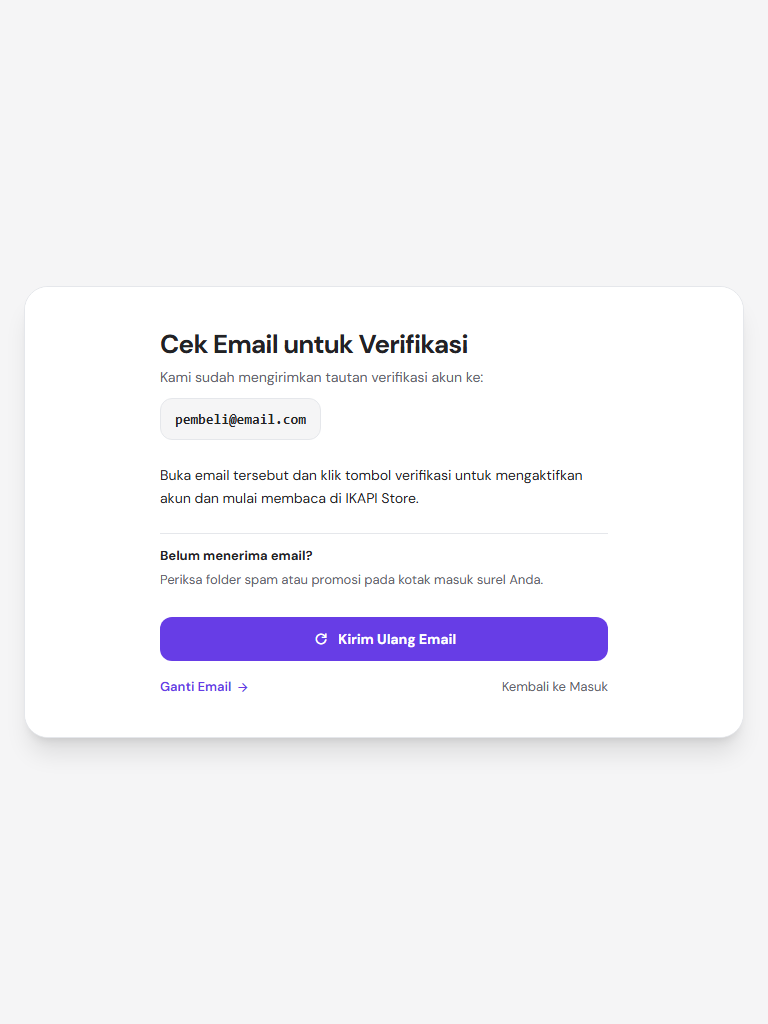 Cek Email untuk Verifikasi
Kami sudah mengirimkan tautan verifikasi akun ke:
pembeli@email.com
Buka email tersebut dan klik tombol verifikasi untuk mengaktifkan
akun dan mulai membaca di IKAPI Store.
Belum menerima email?
Periksa folder spam atau promosi pada kotak masuk surel Anda.
Kirim Ulang Email
Ganti Email →
Kembali ke Masuk